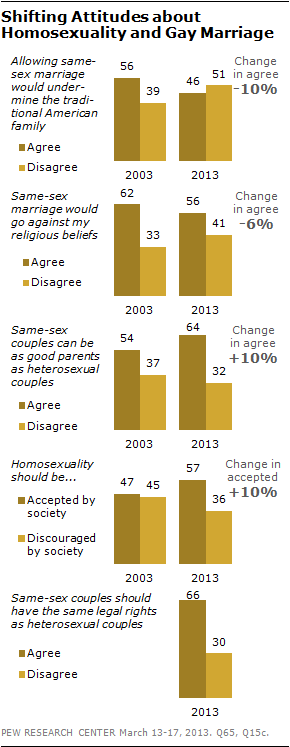 Shifting Attitudes about
Homosexuality and Gay Marriage
Allowing same-
sex marriage
would under-
mine the tradi-
tional American
family
Agree
Disagree
56
39
2003
46
51
2013
Change
in agree
-10%
Same-sex
marriage would
go against my
religious beliefs
Agree
Disagree
62
33
2003
56
41
2013
Change
in agree
-6%
Same-sex
couples can be
as good parents
as heterosexual
couples
Agree
Disagree
54
37
2003
64
32
2013
Change
in agree
+10%
Homosexuality
should be...
Accepted by
society
Discouraged
by society
47
45
2003
57
36
2013
Change in
accepted
+10%
Same-sex couples should
have the same legal rights
as heterosexual couples
Agree
Disagree
66
30
2013
PEW RESEARCH CENTER March 13-17, 2013. Q65, Q15c.